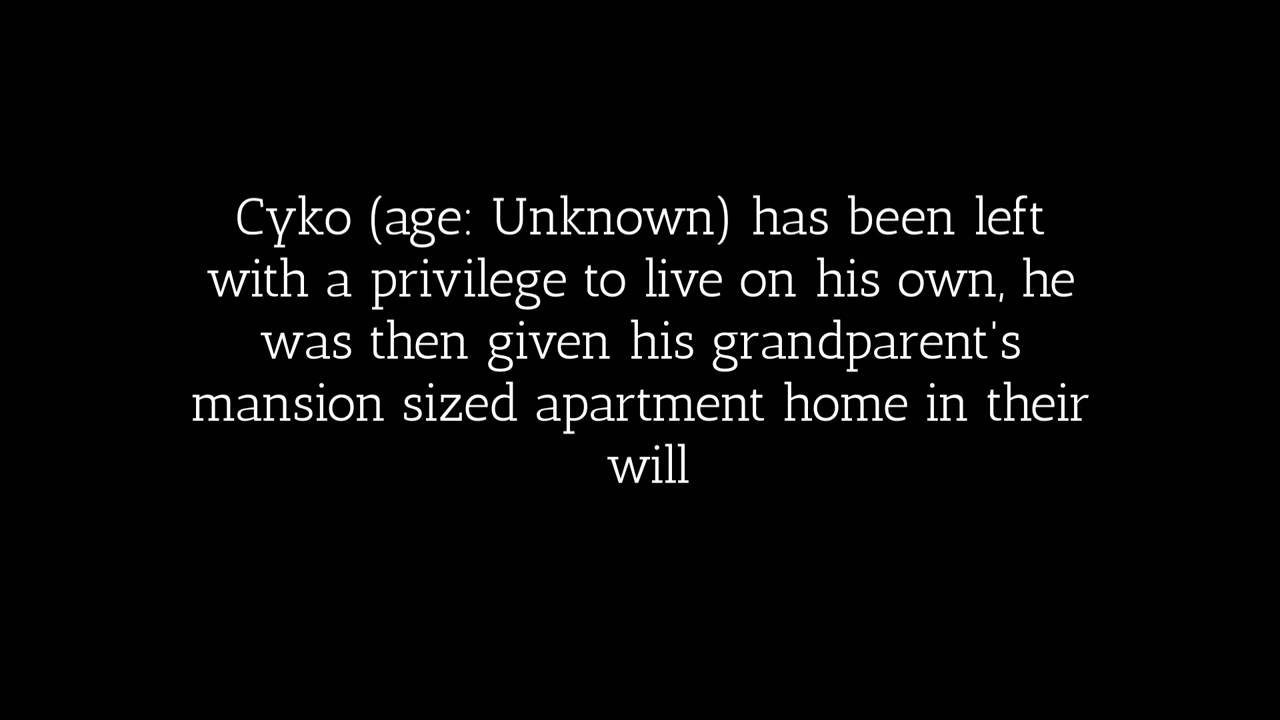 Cyko (age: Unknown) has been left
with a privilege to live on his own, he
was then given his grandparent's
mansion sized apartment home in their
will